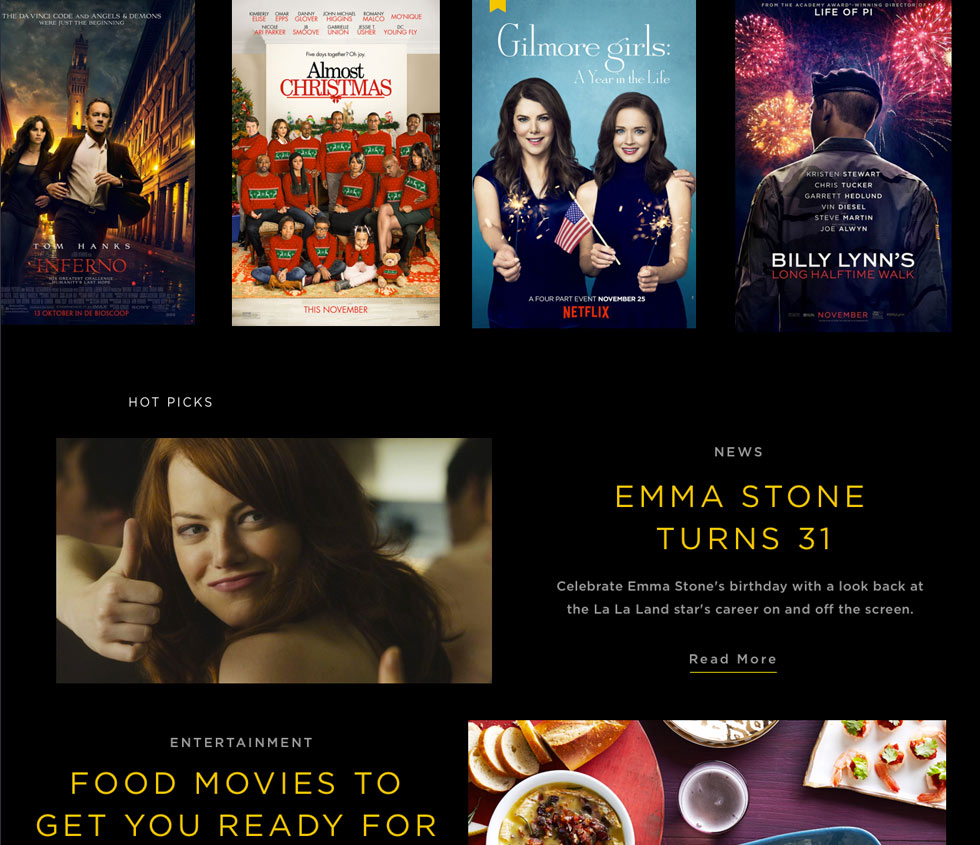 THE DA VINCI CODE AND ANGELS & DEMONS
WERE JUST THE BEGINNING
TOM HANKS
INFERNO
HIS GREATEST CHALLENGE
HUMANITY'S LAST HOPE
13 OKTOBER IN DE BIOSCOOP
KIMBERLY ELISE OMAR EPPS DANNY GLOVER JOHN MICHAEL HIGGINS ROMANY MALCO MO'NIQUE
NICOLE ARI PARKER JB SMOOVE GABRIELLE UNION JESSIE T. USHER DC YOUNG FLY
Five days together? Oh joy.
Almost
CHRISTMAS
THIS NOVEMBER
Gilmore girls:
A Year in the Life
A FOUR PART EVENT NOVEMBER 25
NETFLIX
FROM THE ACADEMY AWARD®-WINNING DIRECTOR OF
LIFE OF PI
KRISTEN STEWART
CHRIS TUCKER
GARRETT HEDLUND
VIN DIESEL
STEVE MARTIN
JOE ALWYN
BILLY LYNN'S
LONG HALFTIME WALK
NOVEMBER
HOT PICKS
NEWS
EMMA STONE
TURNS 31
Celebrate Emma Stone's birthday with a look back at
the La La Land star's career on and off the screen.
Read More
ENTERTAINMENT
FOOD MOVIES TO
GET YOU READY FOR